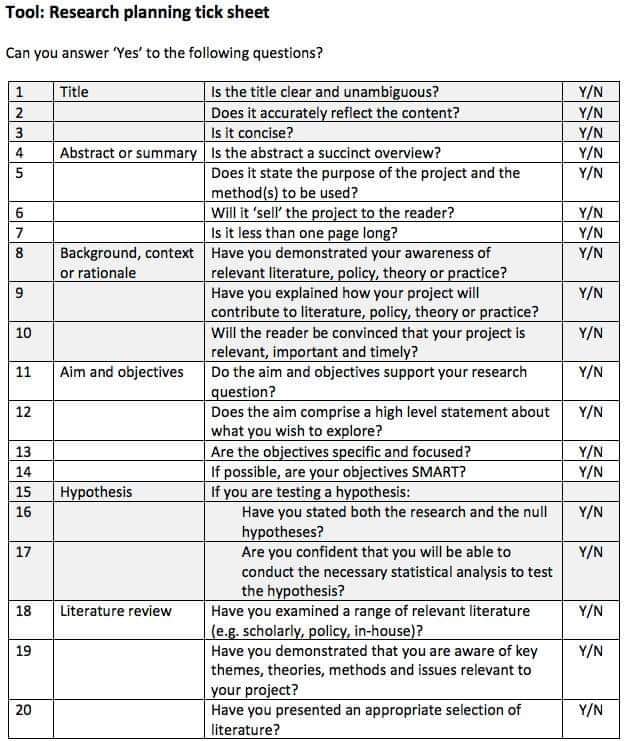 Tool: Research planning tick sheet
Can you answer ‘Yes’ to the following questions?
1 Title Is the title clear and unambiguous? Y/N
2 Does it accurately reflect the content? Y/N
3 Is it concise? Y/N
4 Abstract or summary Is the abstract a succinct overview? Y/N
5 Does it state the purpose of the project and the Y/N
method(s) to be used?
6 Will it ‘sell’ the project to the reader? Y/N
7 Is it less than one page long? Y/N
8 Background, context Have you demonstrated your awareness of Y/N
or rationale relevant literature, policy, theory or practice?
9 Have you explained how your project will Y/N
contribute to literature, policy, theory or practice?
10 Will the reader be convinced that your project is Y/N
relevant, important and timely?
11 Aim and objectives Do the aim and objectives support your research Y/N
question?
12 Does the aim comprise a high level statement about Y/N
what you wish to explore?
13 Are the objectives specific and focused? Y/N
14 If possible, are your objectives SMART? Y/N
15 Hypothesis If you are testing a hypothesis:
16 Have you stated both the research and the null Y/N
hypotheses?
17 Are you confident that you will be able to Y/N
conduct the necessary statistical analysis to test
the hypothesis?
18 Literature review Have you examined a range of relevant literature Y/N
(e.g. scholarly, policy, in-house)?
19 Have you demonstrated that you are aware of key Y/N
themes, theories, methods and issues relevant to
your project?
20 Have you presented an appropriate selection of Y/N
literature?